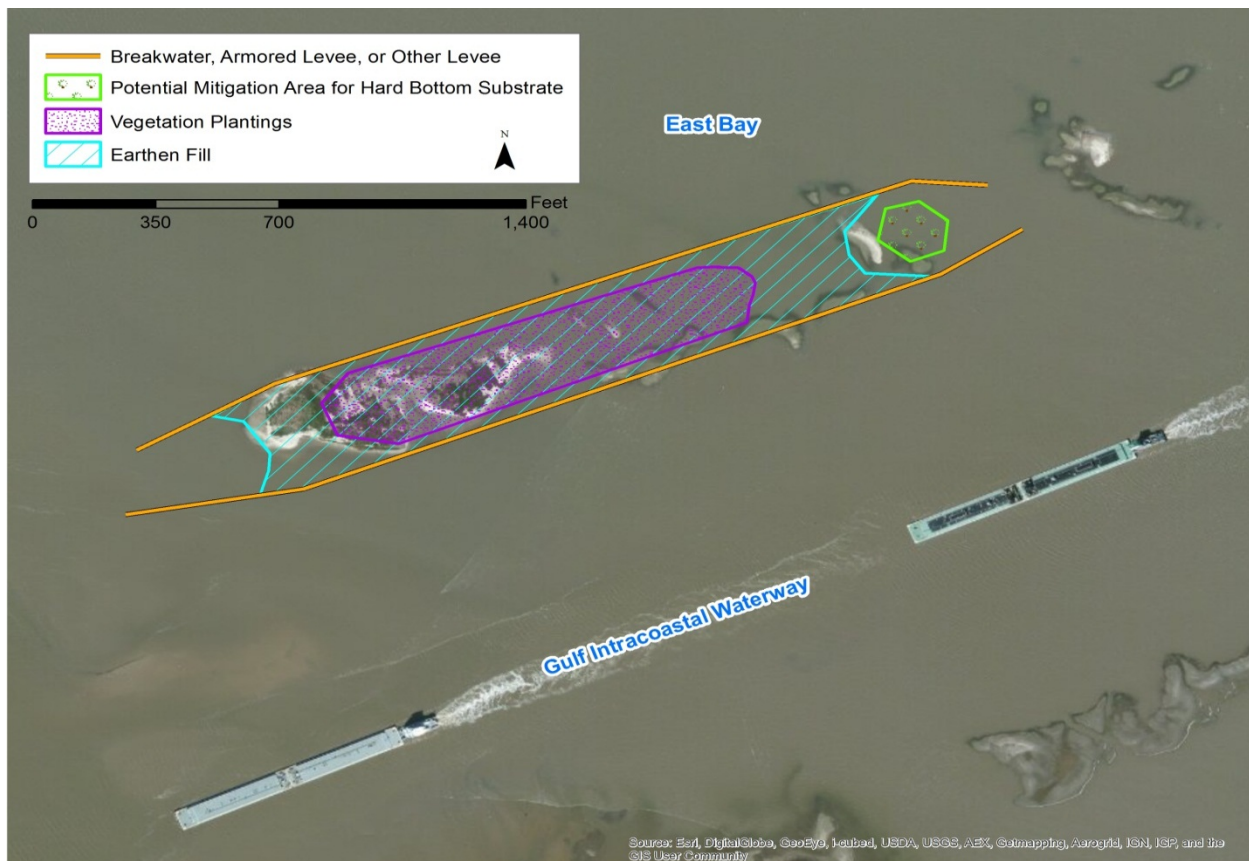 Breakwater, Armored Levee, or Other Levee
Potential Mitigation Area for Hard Bottom Substrate
Vegetation Plantings
Earthen Fill
N
Feet
0 350 700 1,400
East Bay
Gulf Intracoastal Waterway
Source: Esri, DigitalGlobe, GeoEye, i-cubed, USDA, USGS, AEX, Getmapping, Aerogrid, IGN, IGP, and the
GIS User Community